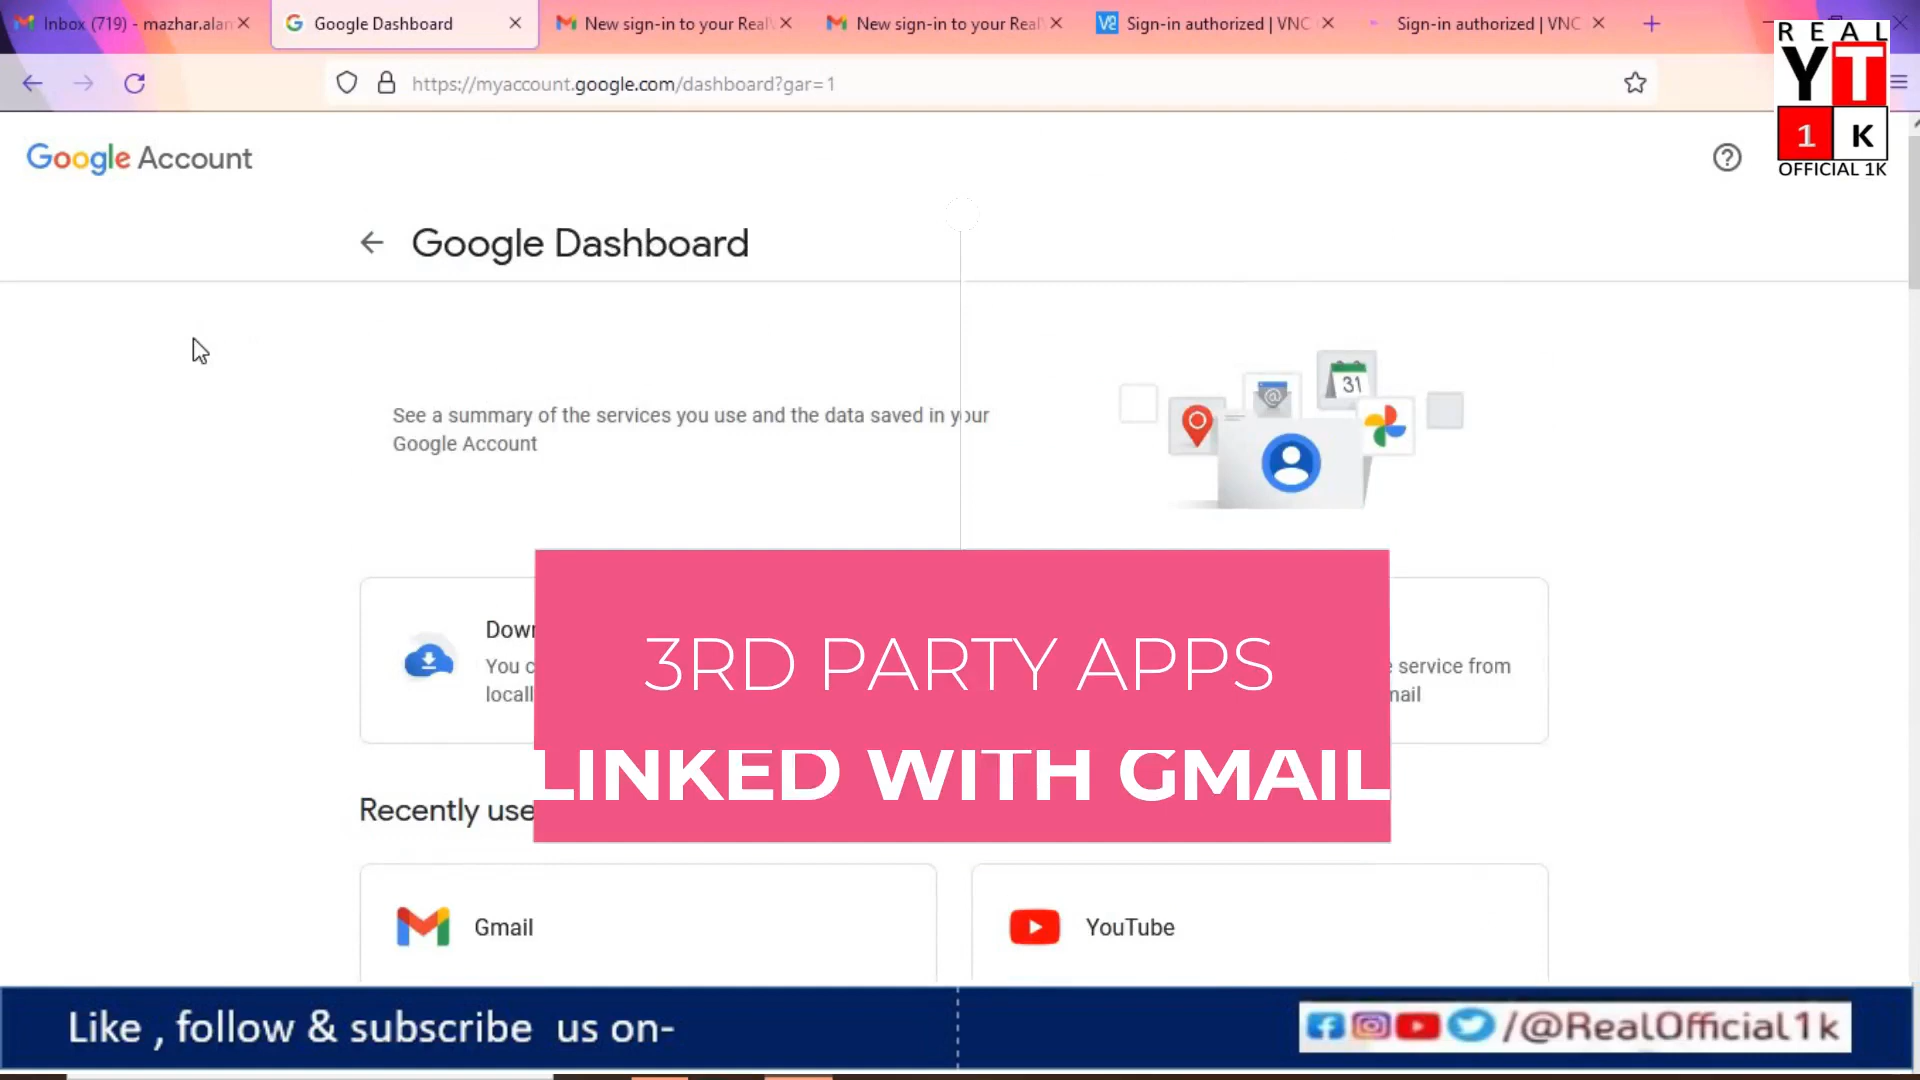 Inbox (719) - mazhar.alan
Google Dashboard
New sign-in to your Real
New sign-in to your Real
V2
Sign-in authorized | VNC
Sign-in authorized | VNC
https://myaccount.google.com/dashboard?gar=1
REAL
YT
1 K
OFFICIAL 1K
Google Account
Google Dashboard
See a summary of the services you use and the data saved in your
Google Account
31
Dow
You c
service from
locall
mail
3RD PARTY APPS
LINKED WITH GMAIL
Recently use
Gmail
YouTube
Like , follow & subscribe us on-
/@RealOfficial1k